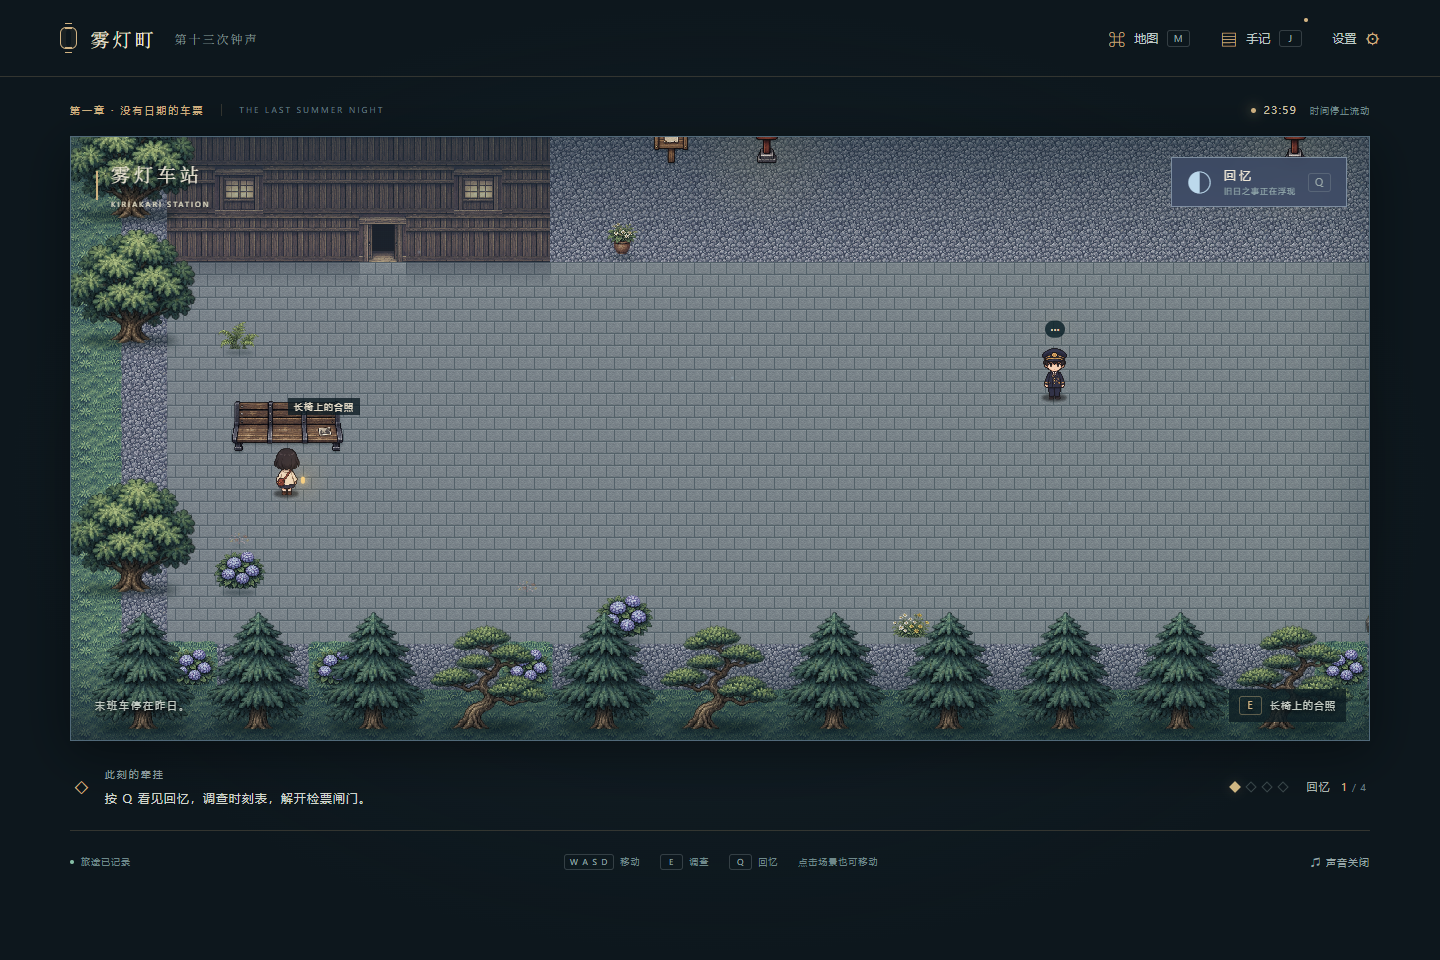 雾灯町 第十三次钟声 地图 M 手记 J 设置
第一章 · 没有日期的车票 THE LAST SUMMER NIGHT 23:59 时间停止流动
雾灯车站
KIRIAKARI STATION
回忆 Q
旧日之事正在浮现
...
长椅上的合照
末班车停在昨日。
E 长椅上的合照
此刻的牵挂
按 Q 看见回忆，调查时刻表，解开检票闸门。
回忆 1 / 4
旅途已记录 WASD 移动 E 调查 Q 回忆 点击场景也可移动 声音关闭